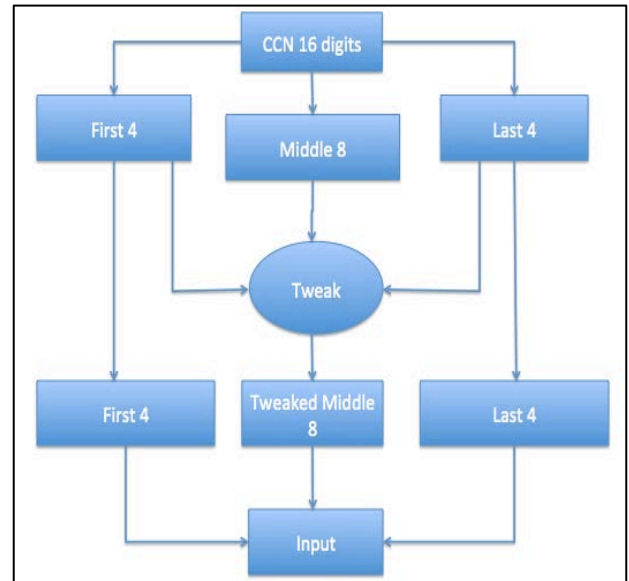 CCN 16 digits
First 4
Middle 8
Last 4
Tweak
First 4
Tweaked Middle
8
Last 4
Input